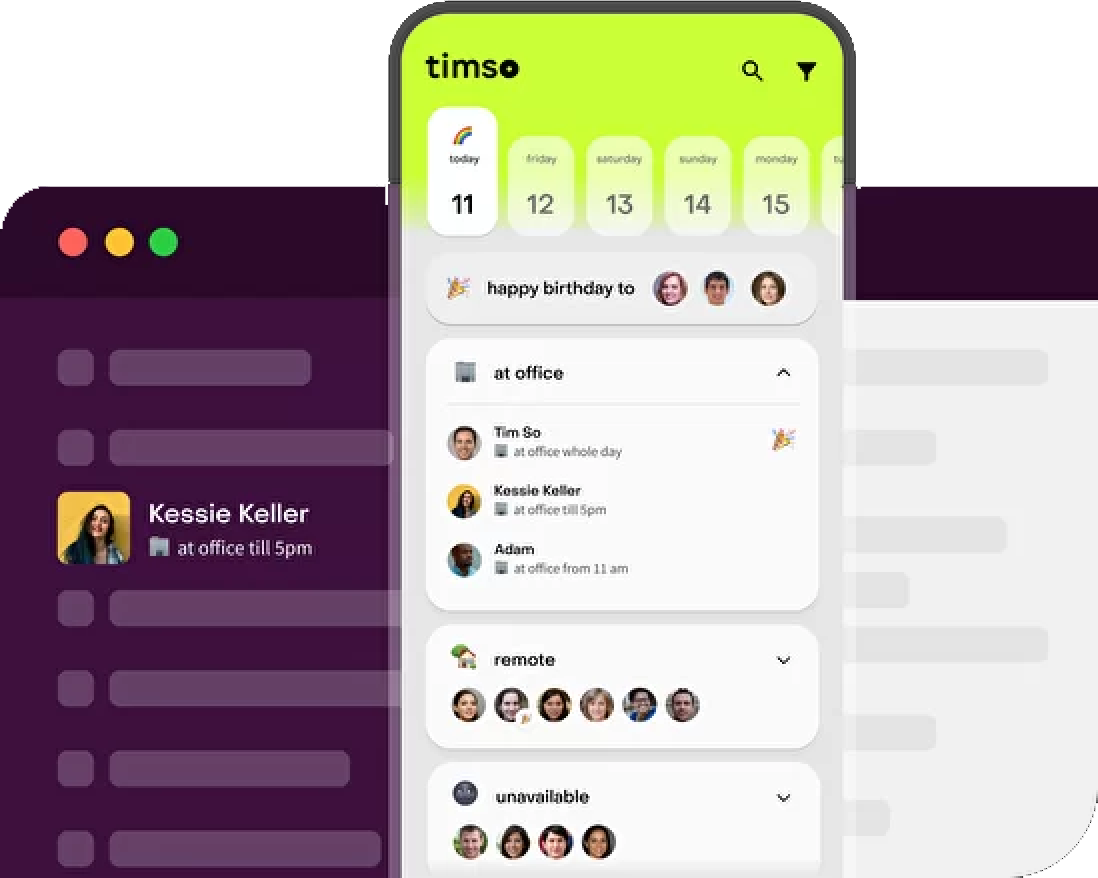 timso
today
friday
saturday
sunday
monday
tu
11
12
13
14
15
happy birthday to
at office
Tim So
at office whole day
Kessie Keller
at office till 5pm
Adam
at office from 11 am
remote
unavailable
Kessie Keller
at office till 5pm